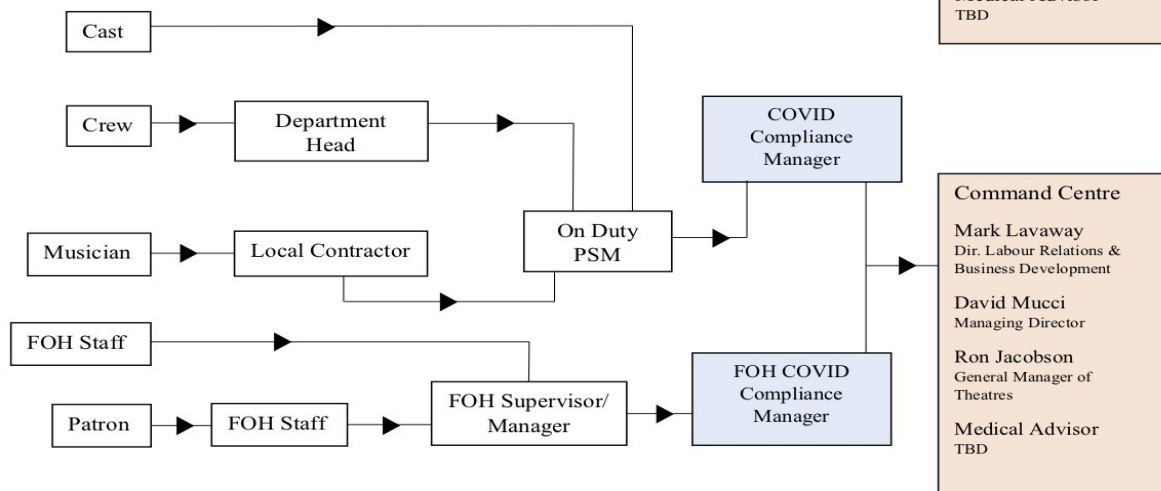 TBD
Cast
Crew
Department
Head
COVID
Compliance
Manager
Musician
Local Contractor
On Duty
PSM
FOH Staff
Patron
FOH Staff
FOH Supervisor/
Manager
FOH COVID
Compliance
Manager
Command Centre
Mark Lavaway
Dir. Labour Relations &
Business Development
David Mucci
Managing Director
Ron Jacobson
General Manager of
Theatres
Medical Advisor
TBD